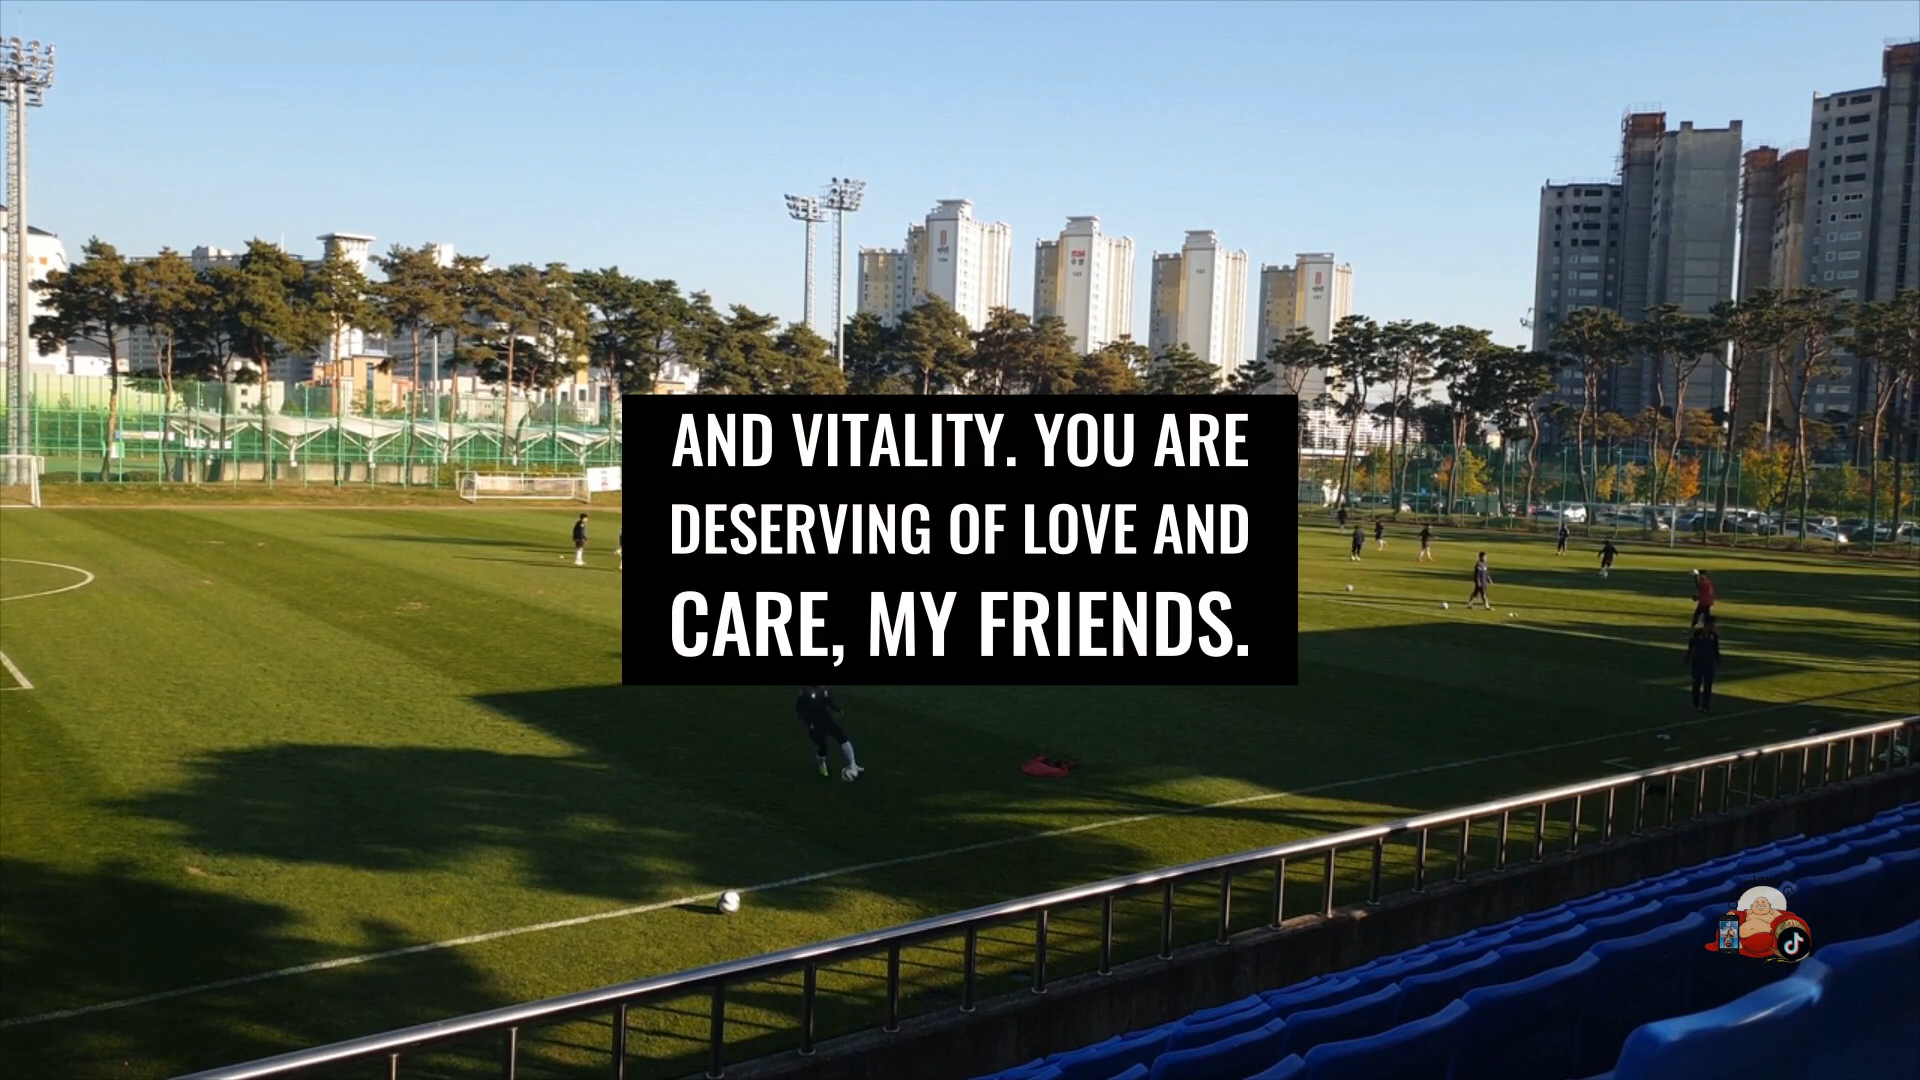 AND VITALITY. YOU ARE
DESERVING OF LOVE AND
CARE, MY FRIENDS.